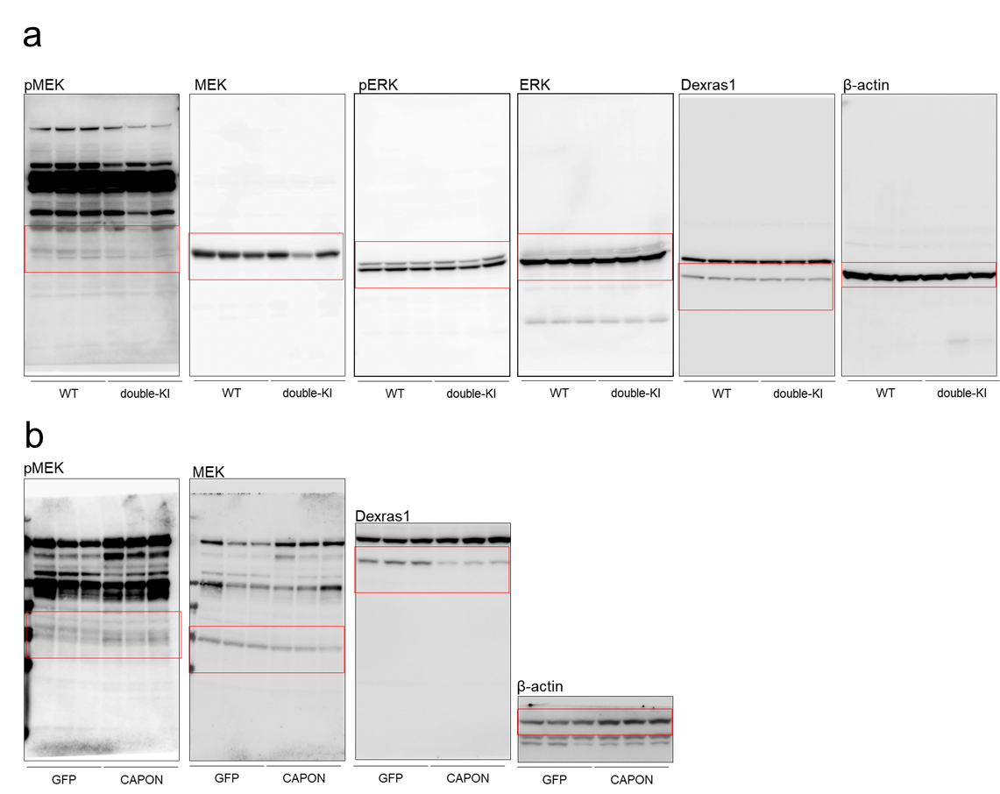 a
pMEK MEK pERK ERK Dexras1 β-actin
WT double-KI WT double-KI WT double-KI WT double-KI WT double-KI WT double-KI
b
pMEK MEK
Dexras1
β-actin
GFP CAPON GFP CAPON GFP CAPON GFP CAPON